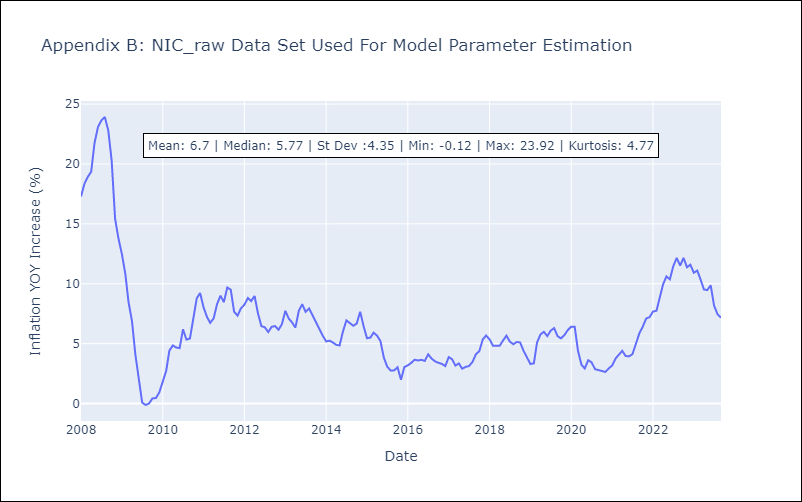 Appendix B: NIC_raw Data Set Used For Model Parameter Estimation
Mean: 6.7 | Median: 5.77 | St Dev :4.35 | Min: -0.12 | Max: 23.92 | Kurtosis: 4.77
Inflation YOY Increase (%)
25
20
15
10
5
0
2008 2010 2012 2014 2016 2018 2020 2022
Date